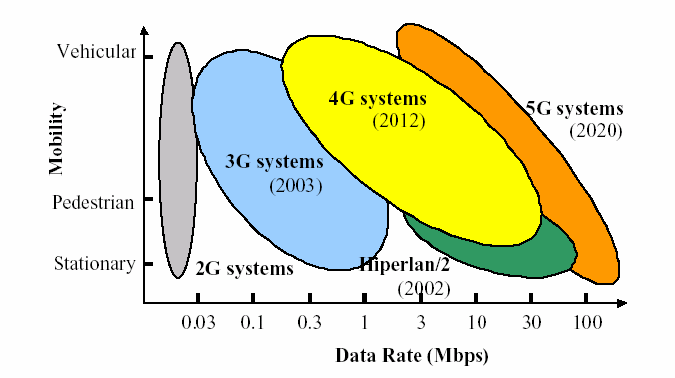 Vehicular
Mobility
Pedestrian
Stationary
4G systems
(2012)
5G systems
(2020)
3G systems
(2003)
2G systems
Hiperlan/2
(2002)
0.03 0.1 0.3 1 3 10 30 100
Data Rate (Mbps)